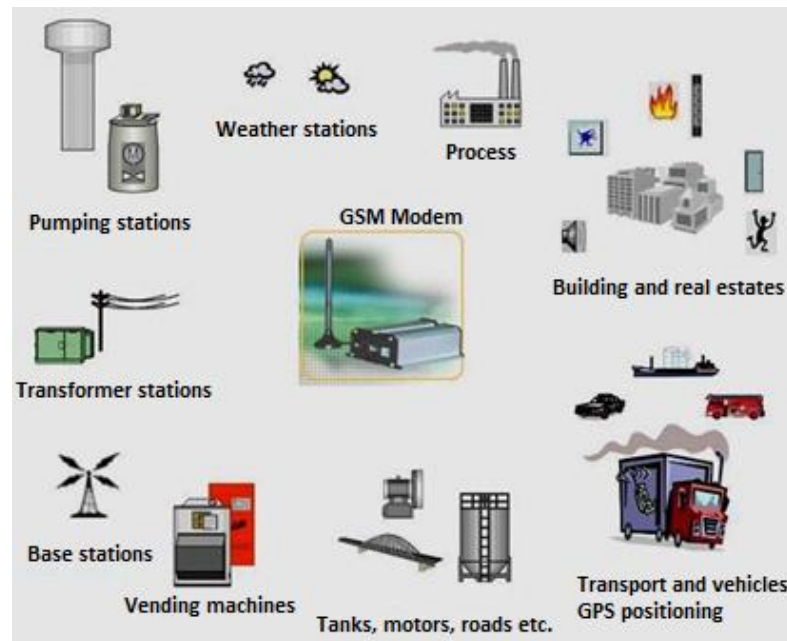 Weather stations
Process
Pumping stations
GSM Modem
Building and real estates
Transformer stations
Base stations
Vending machines
Tanks, motors, roads etc.
Transport and vehicles
GPS positioning